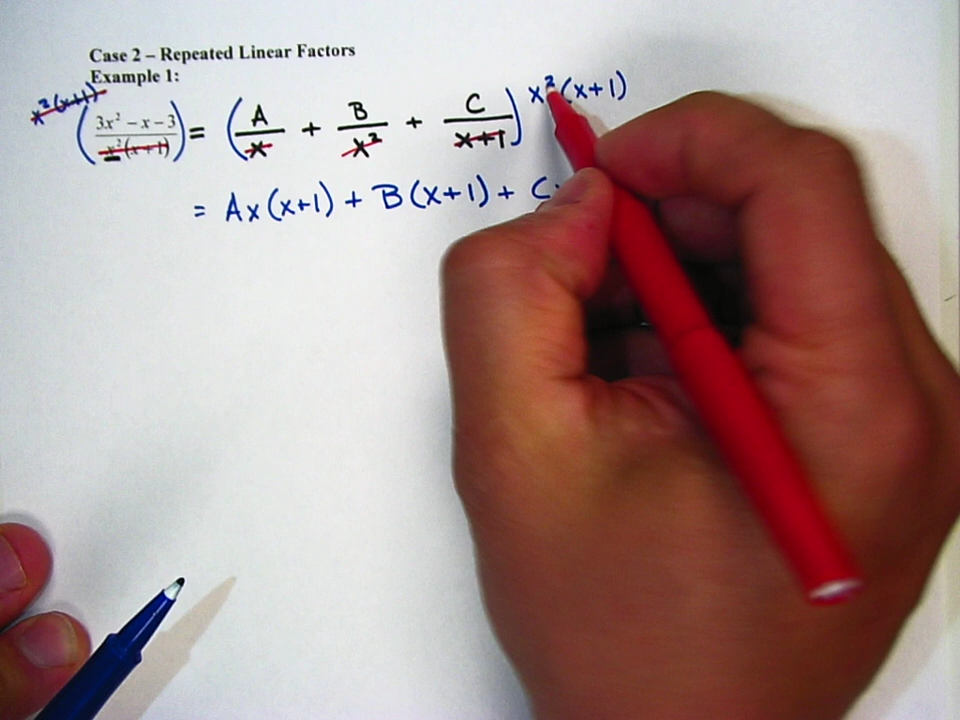 Case 2 – Repeated Linear Factors
Example 1:
x²(x+1) (3x² − x − 3 / x²(x+1)) = (A/x + B/x² + C/x+1) x²(x+1)
= Ax(x+1) + B(x+1) + C